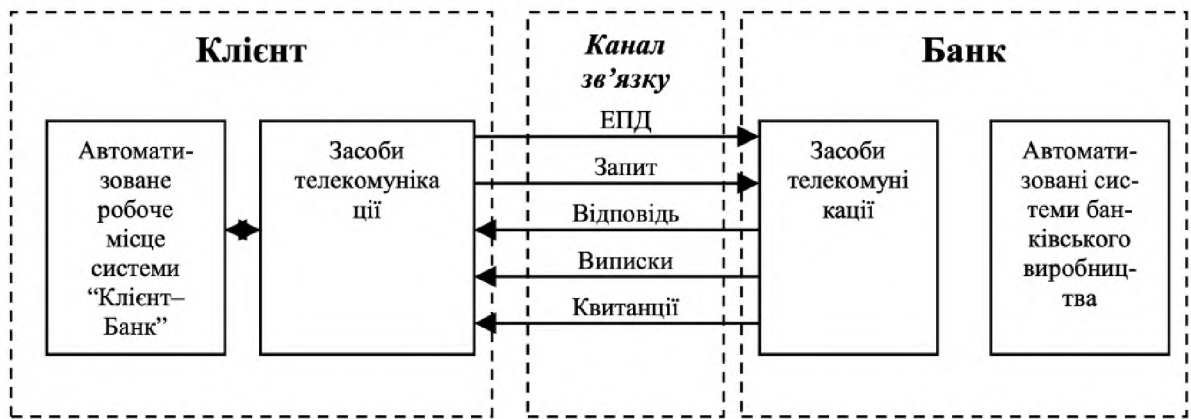 Клієнт
Автомати-
зоване
робоче
місце
системи
“Клієнт–
Банк”
Засоби
телекомуніка
ції
Канал
зв’язку
ЕПД
Запит
Відповідь
Виписки
Квитанції
Банк
Засоби
телекомуні
кації
Автомати-
зовані сис-
теми бан-
ківського
виробниц-
тва